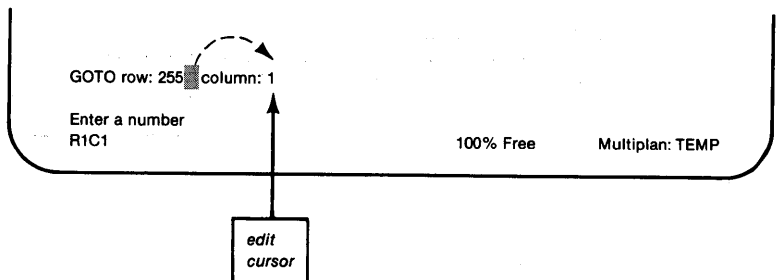 GOTO row: 255 column: 1
Enter a number
R1C1 100% Free Multiplan: TEMP
edit
cursor